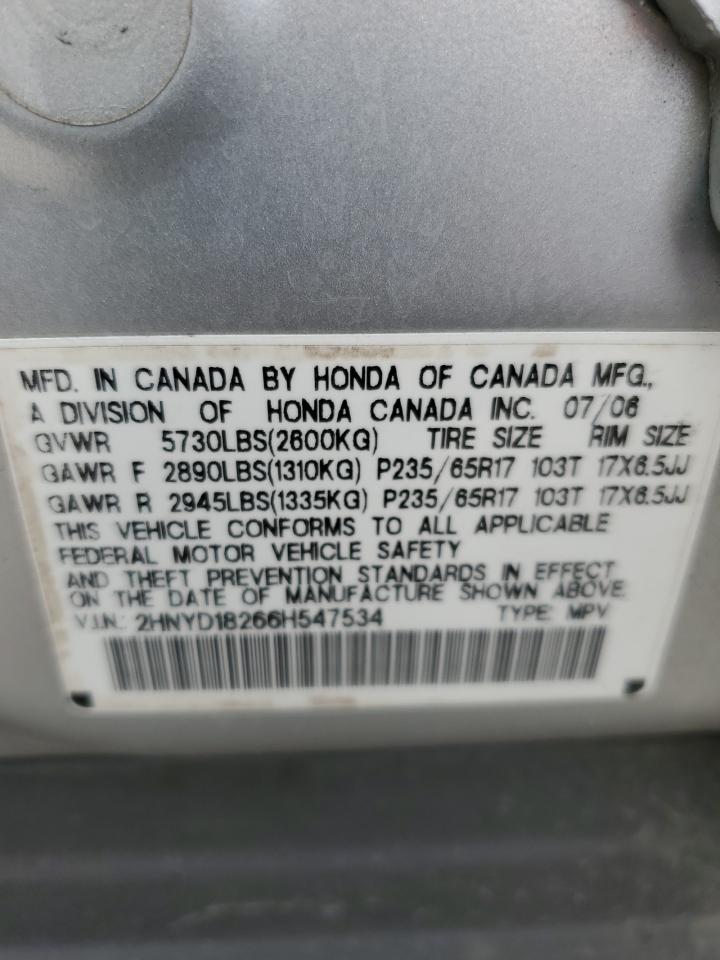 MFD. IN CANADA BY HONDA OF CANADA MFG.,
A DIVISION OF HONDA CANADA INC. 07/06
GVWR 5730LBS(2600KG) TIRE SIZE RIM SIZE
GAWR F 2890LBS(1310KG) P235/65R17 103T 17X6.5JJ
GAWR R 2945LBS(1335KG) P235/65R17 103T 17X6.5JJ
THIS VEHICLE CONFORMS TO ALL APPLICABLE
FEDERAL MOTOR VEHICLE SAFETY
AND THEFT PREVENTION STANDARDS IN EFFECT
ON THE DATE OF MANUFACTURE SHOWN ABOVE.
V.I.N.: 2HNYD18266H547534 TYPE: MPV